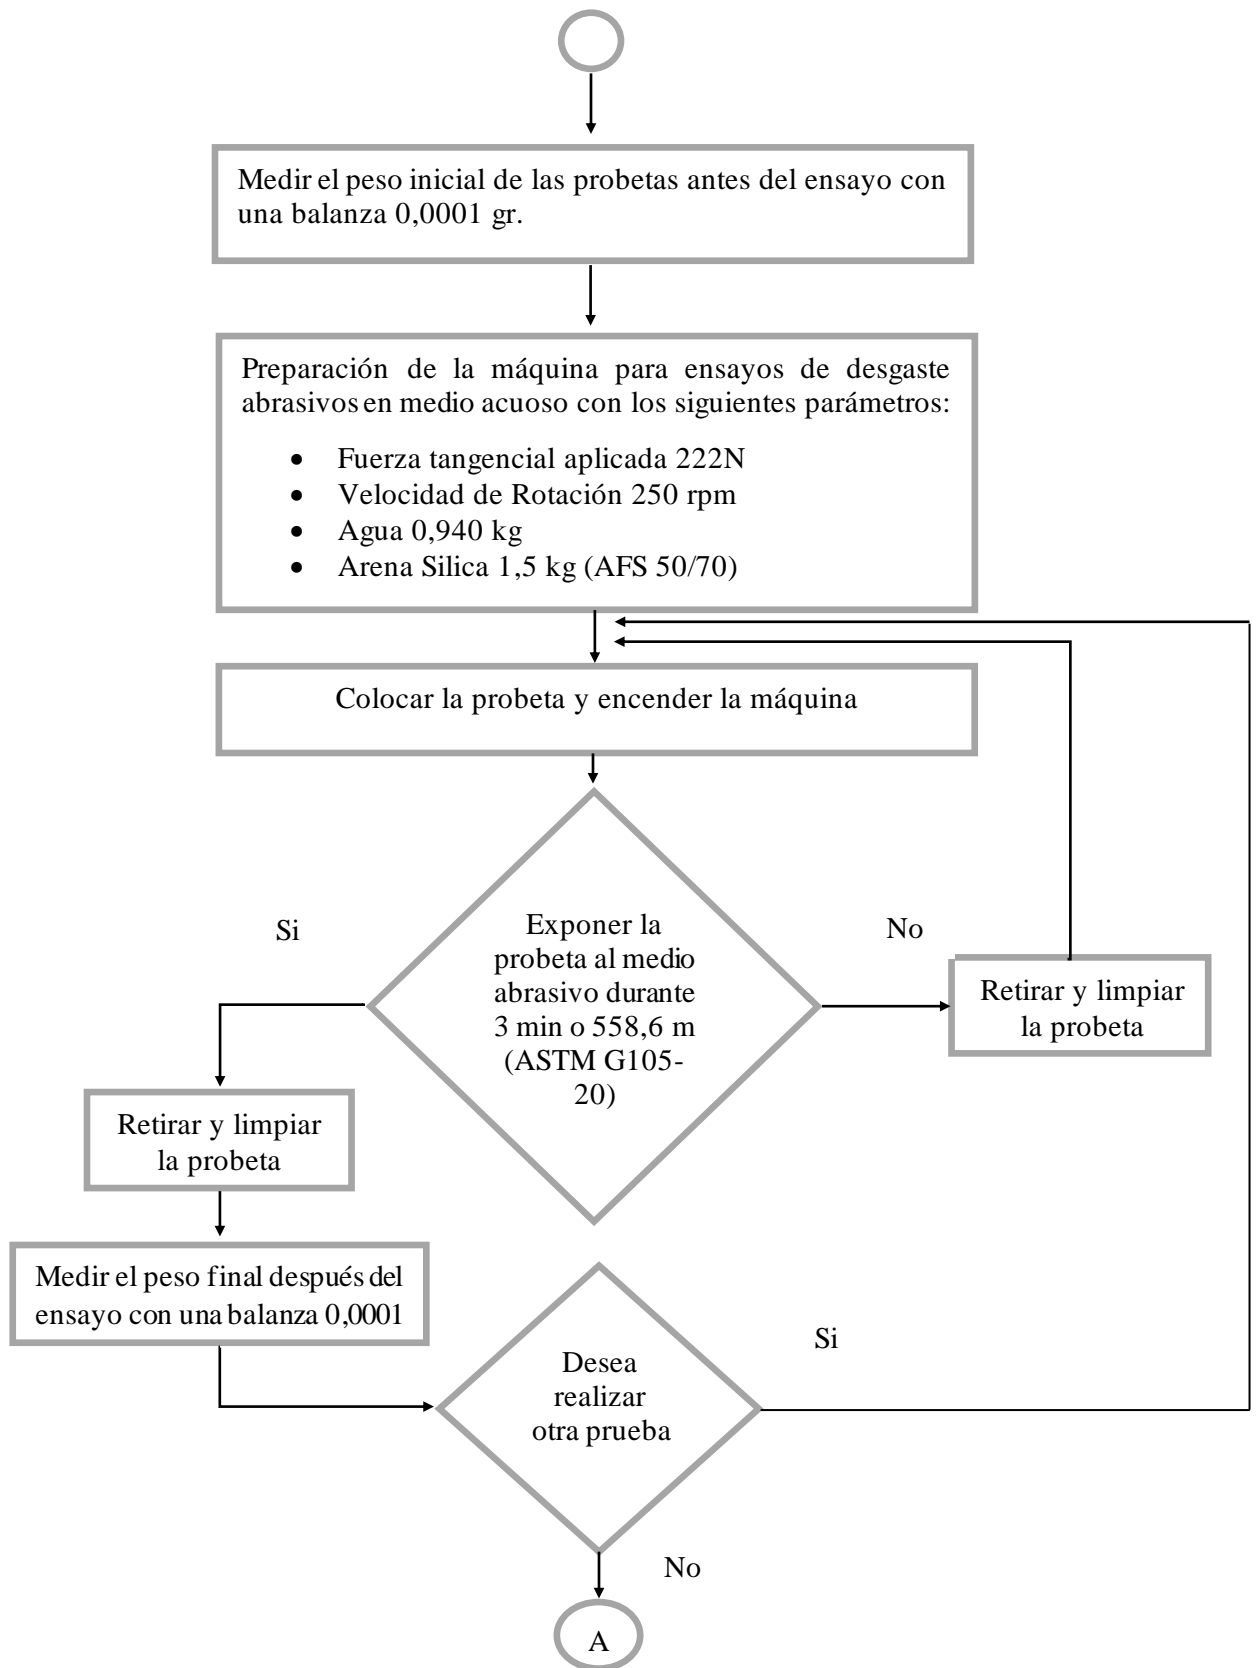 Medir el peso inicial de las probetas antes del ensayo con
una balanza 0,0001 gr.
Preparación de la máquina para ensayos de desgaste
abrasivos en medio acuoso con los siguientes parámetros:
• Fuerza tangencial aplicada 222N
• Velocidad de Rotación 250 rpm
• Agua 0,940 kg
• Arena Silica 1,5 kg (AFS 50/70)
Colocar la probeta y encender la máquina
Si
Exponer la
probeta al medio
abrasivo durante
3 min o 558,6 m
(ASTM G105-
20)
No
Retirar y limpiar
la probeta
Retirar y limpiar
la probeta
Medir el peso final después del
ensayo con una balanza 0,0001
Desea
realizar
otra prueba
Si
No
A